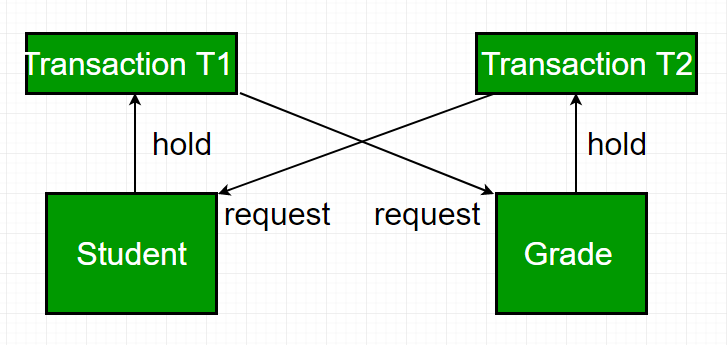 Transaction T1
Transaction T2
hold
hold
request
request
Student
Grade